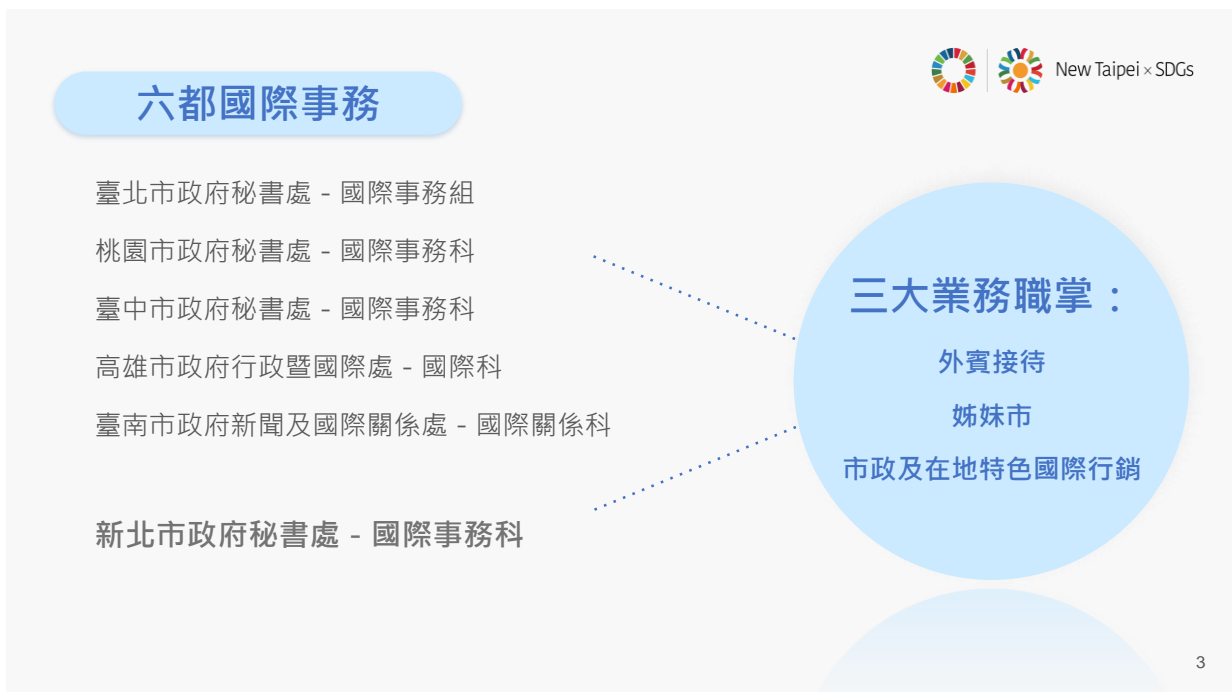 New Taipei × SDGs
六都國際事務
臺北市政府秘書處 - 國際事務組
桃園市政府秘書處 - 國際事務科
臺中市政府秘書處 - 國際事務科
高雄市政府行政暨國際處 - 國際科
臺南市政府新聞及國際關係處 - 國際關係科
新北市政府秘書處 - 國際事務科
三大業務職掌：
外賓接待
姊妹市
市政及在地特色國際行銷
3